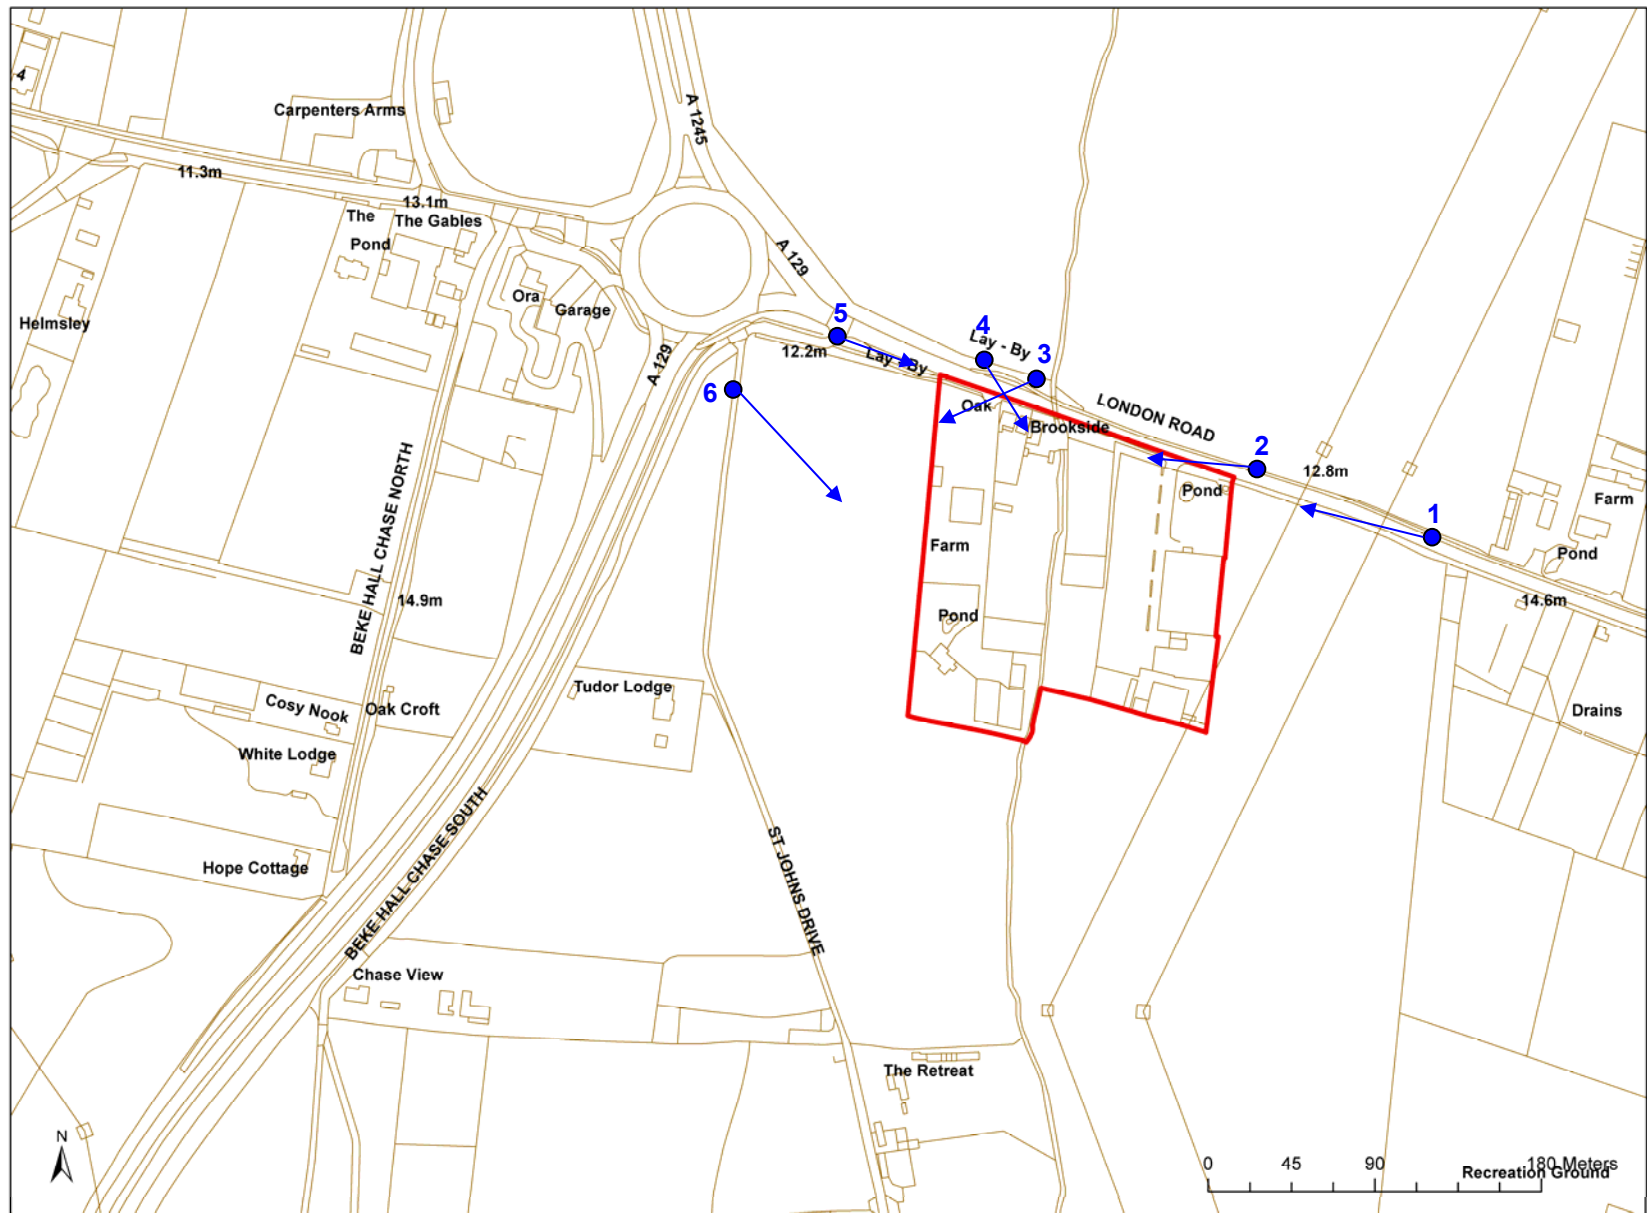 4
Carpenters Arms
A 1245
11.3m
13.1m
The
The Gables
Pond
A 129
Ora
Garage
Helmsley
5
4
Lay - By
3
12.2m
Lay - By
A 129
6
Oak
LONDON ROAD
Brookside
2
12.8m
Pond
Farm
1
BEKE HALL CHASE NORTH
Farm
Pond
14.9m
14.6m
Pond
Tudor Lodge
Cosy Nook
Oak Croft
Drains
White Lodge
BEKE HALL CHASE SOUTH
ST JOHNS DRIVE
Hope Cottage
Chase View
The Retreat
N
0 45 90 180 Meters
Recreation Ground